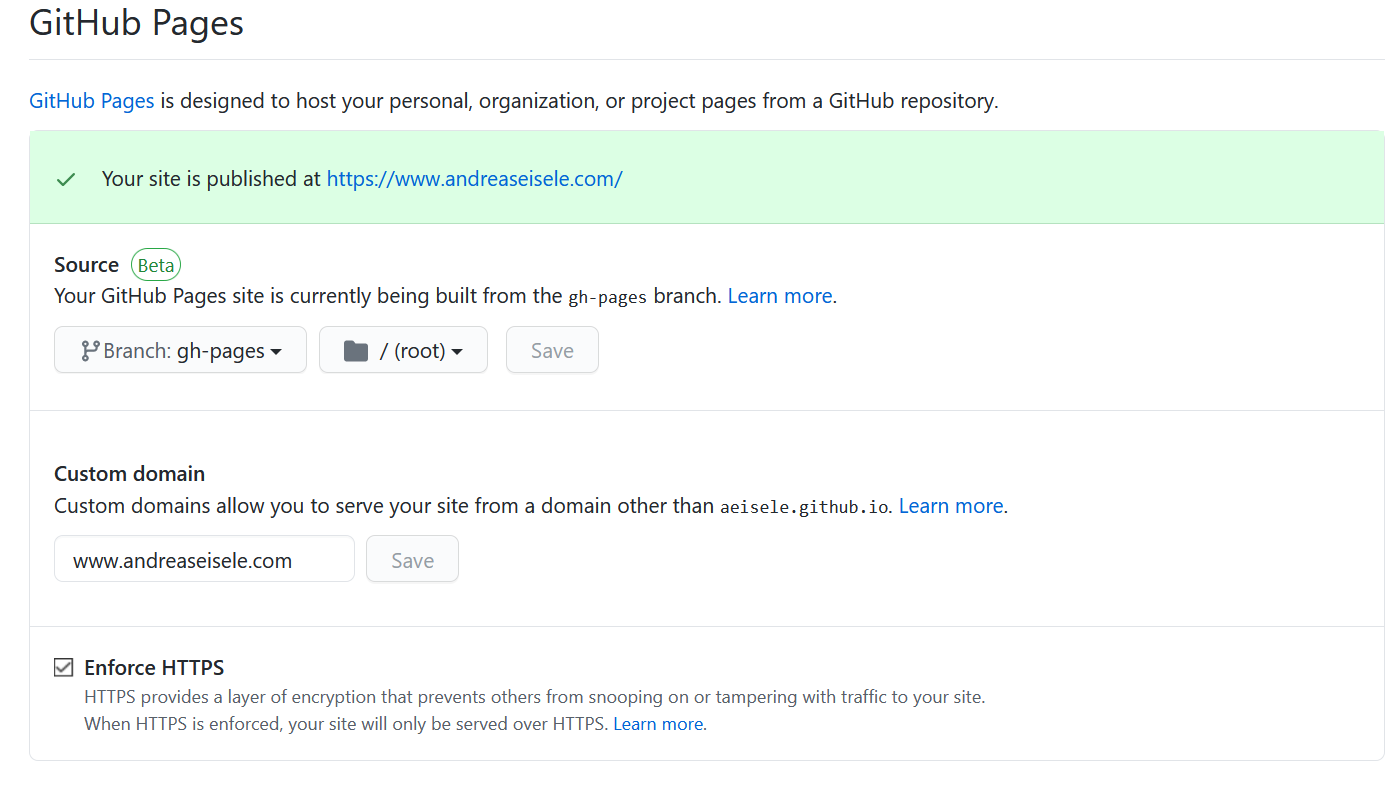 GitHub Pages
GitHub Pages is designed to host your personal, organization, or project pages from a GitHub repository.
Your site is published at https://www.andreaseisele.com/
Source Beta
Your GitHub Pages site is currently being built from the gh-pages branch. Learn more.
Branch: gh-pages / (root) Save
Custom domain
Custom domains allow you to serve your site from a domain other than aeisele.github.io. Learn more.
www.andreaseisele.com Save
Enforce HTTPS
HTTPS provides a layer of encryption that prevents others from snooping on or tampering with traffic to your site.
When HTTPS is enforced, your site will only be served over HTTPS. Learn more.